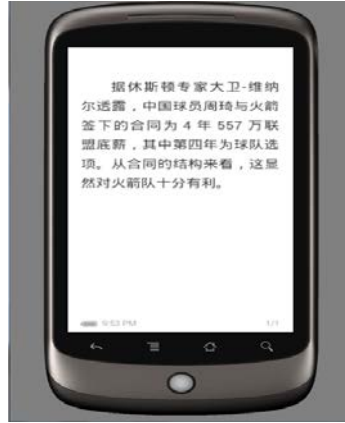 据休斯顿专家大卫-维纳
尔透露，中国球员周琦与火箭
签下的合同为 4 年 557 万联
盟底薪，其中第四年为球队选
项。从合同的结构来看，这显
然对火箭队十分有利。
9:53 PM 1/1